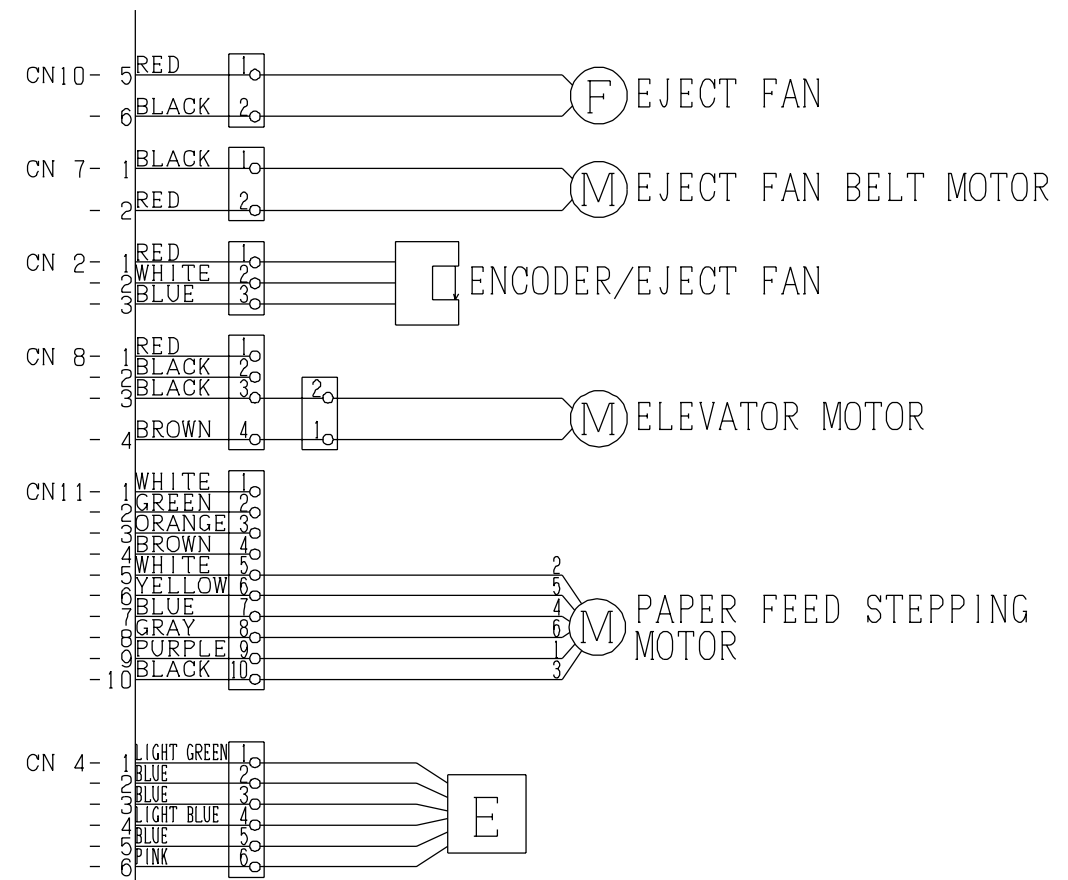 CN10- 5 RED 1
- 6 BLACK 2
F EJECT FAN
CN 7- 1 BLACK 1
- 2 RED 2
M EJECT FAN BELT MOTOR
CN 2- 1 RED 1
- 2 WHITE 2
- 3 BLUE 3
ENCODER/EJECT FAN
CN 8- 1 RED 1
- 2 BLACK 2
- 3 BLACK 3 2
- 4 BROWN 4 1
M ELEVATOR MOTOR
CN11- 1 WHITE 1
- 2 GREEN 2
- 3 ORANGE 3
- 4 BROWN 4
- 5 WHITE 5 2
- 6 YELLOW 6 5
- 7 BLUE 7 4
- 8 GRAY 8 6
- 9 PURPLE 9 1
-10 BLACK 10 3
M PAPER FEED STEPPING
MOTOR
CN 4- 1 LIGHT GREEN 1
- 2 BLUE 2
- 3 BLUE 3
- 4 LIGHT BLUE 4
- 5 BLUE 5
- 6 PINK 6
E